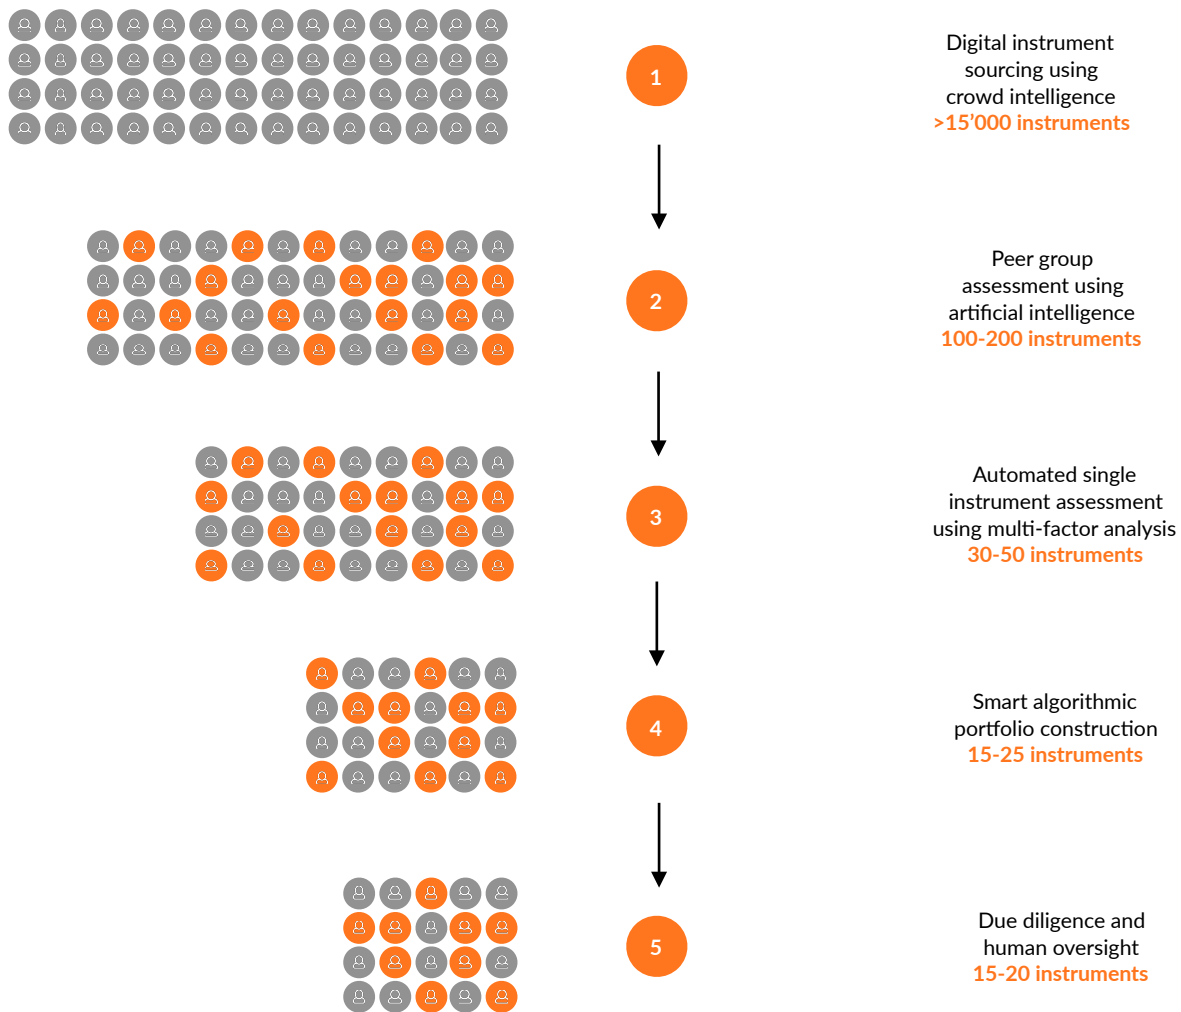 1
Digital instrument
sourcing using
crowd intelligence
>15’000 instruments
2
Peer group
assessment using
artificial intelligence
100-200 instruments
3
Automated single
instrument assessment
using multi-factor analysis
30-50 instruments
4
Smart algorithmic
portfolio construction
15-25 instruments
5
Due diligence and
human oversight
15-20 instruments